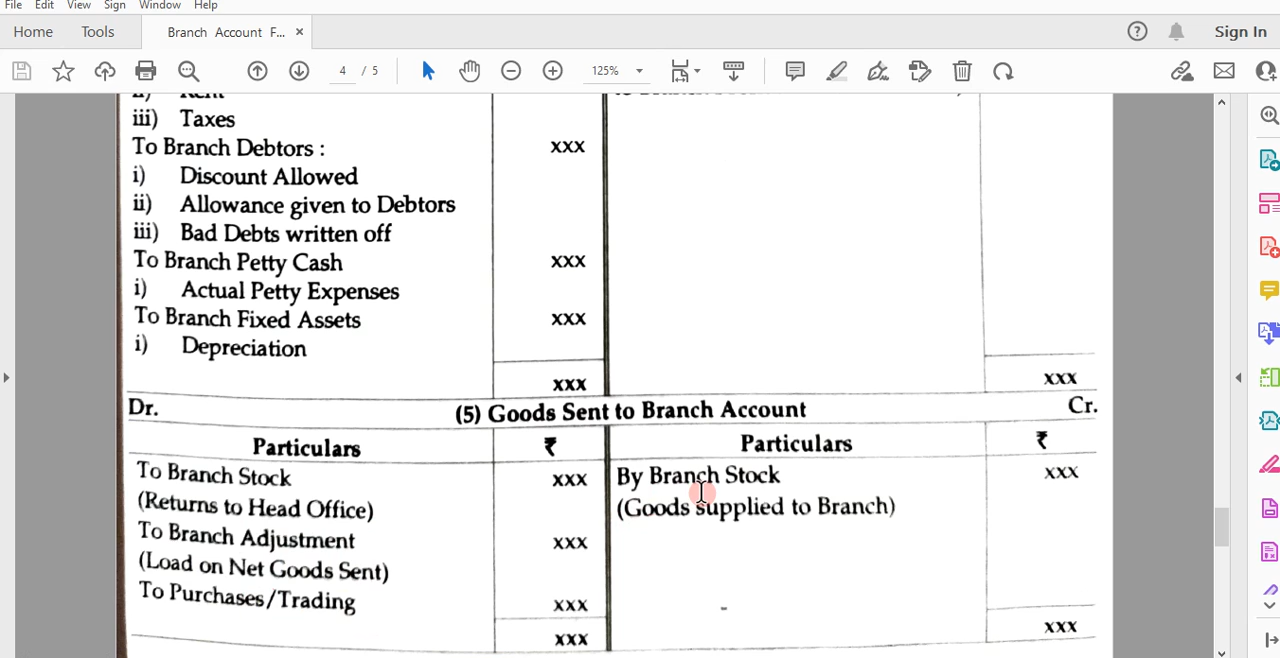 File Edit View Sign Window Help
Home Tools Branch Account F... × Sign In
4 / 5 125%
iii) Taxes
To Branch Debtors : xxx
i) Discount Allowed
ii) Allowance given to Debtors
iii) Bad Debts written off
To Branch Petty Cash xxx
i) Actual Petty Expenses
To Branch Fixed Assets xxx
i) Depreciation
xxx xxx
Dr. (5) Goods Sent to Branch Account Cr.
Particulars ₹ Particulars ₹
To Branch Stock xxx By Branch Stock xxx
(Returns to Head Office) (Goods supplied to Branch)
To Branch Adjustment xxx
(Load on Net Goods Sent)
To Purchases/Trading xxx
xxx xxx